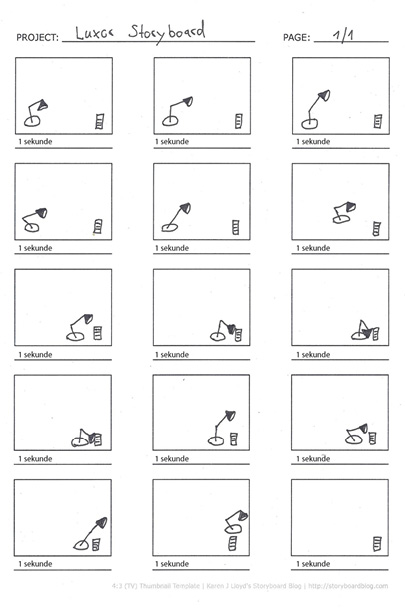 PROJECT: Luxor Storyboard PAGE: 1/1
1 sekunde 1 sekunde 1 sekunde
1 sekunde 1 sekunde 1 sekunde
1 sekunde 1 sekunde 1 sekunde
1 sekunde 1 sekunde 1 sekunde
1 sekunde 1 sekunde 1 sekunde
4:3 (TV) Thumbnail Template | Karen J Lloyd's Storyboard Blog | http://storyboardblog.com